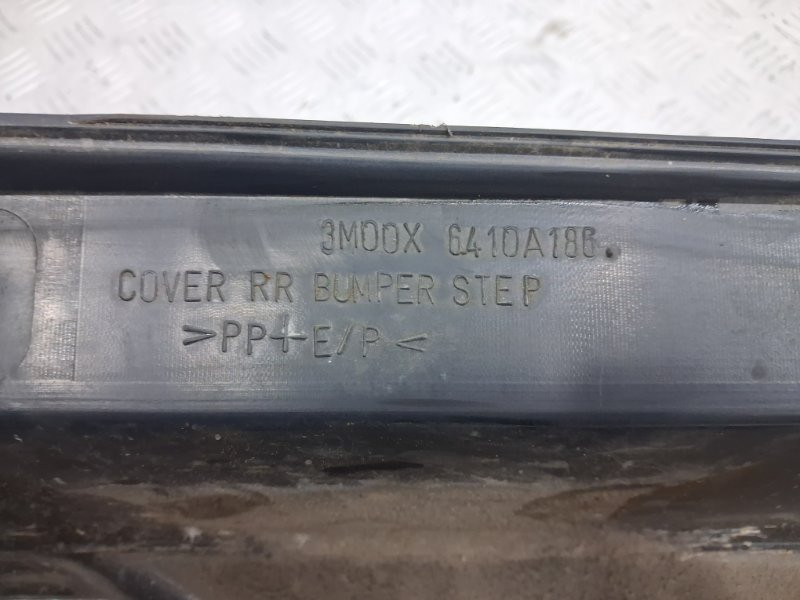 3M00X 6410A186
COVER RR BUMPER STEP
>PP+E/P<